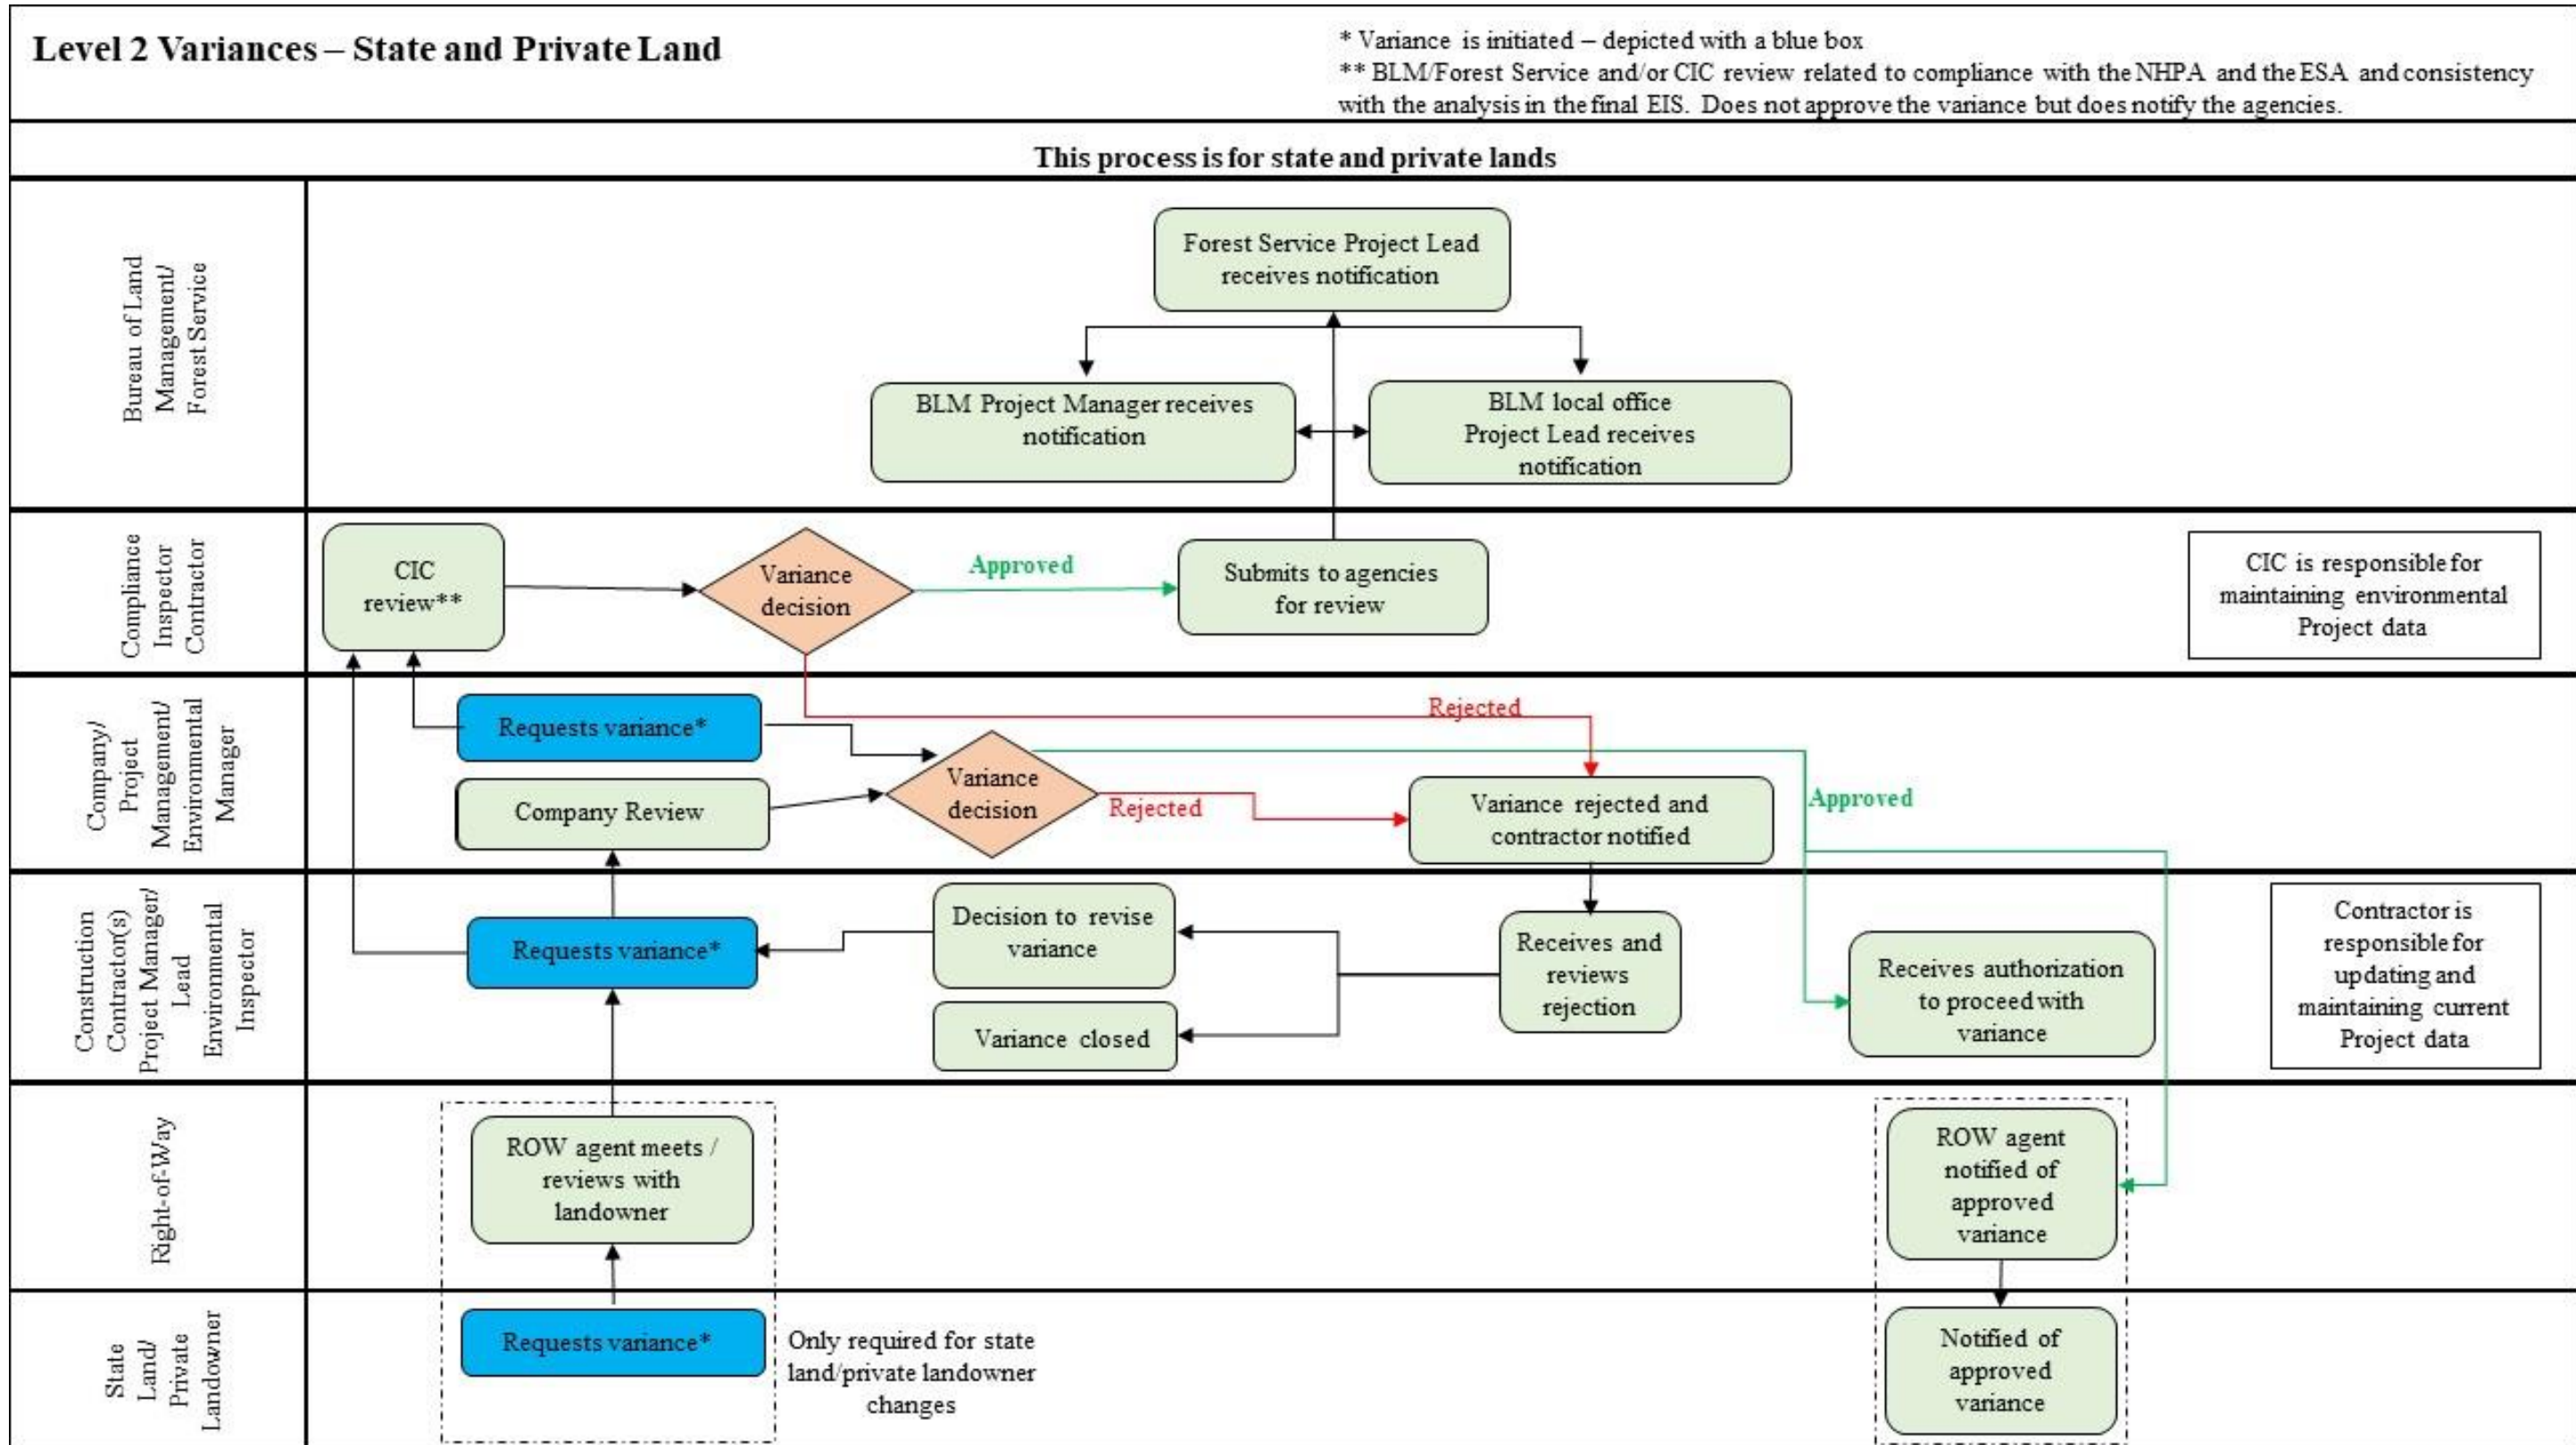 Level 2 Variances – State and Private Land
* Variance is initiated – depicted with a blue box
** BLM/Forest Service and/or CIC review related to compliance with the NHPA and the ESA and consistency
with the analysis in the final EIS. Does not approve the variance but does notify the agencies.
This process is for state and private lands
Bureau of Land
Management/
Forest Service
Forest Service Project Lead
receives notification
BLM Project Manager receives
notification
BLM local office
Project Lead receives
notification
Compliance
Inspector
Contractor
CIC
review**
Variance
decision
Approved
Submits to agencies
for review
CIC is responsible for
maintaining environmental
Project data
Company/
Project
Management/
Environmental
Manager
Requests variance*
Rejected
Company Review
Variance
decision
Rejected
Variance rejected and
contractor notified
Approved
Construction
Contractor(s)
Project Manager/
Lead
Environmental
Inspector
Requests variance*
Decision to revise
variance
Variance closed
Receives and
reviews
rejection
Receives authorization
to proceed with
variance
Contractor is
responsible for
updating and
maintaining current
Project data
Right-of-Way
ROW agent meets /
reviews with
landowner
ROW agent
notified of
approved
variance
State
Land/
Private
Landowner
Requests variance*
Only required for state
land/private landowner
changes
Notified of
approved
variance